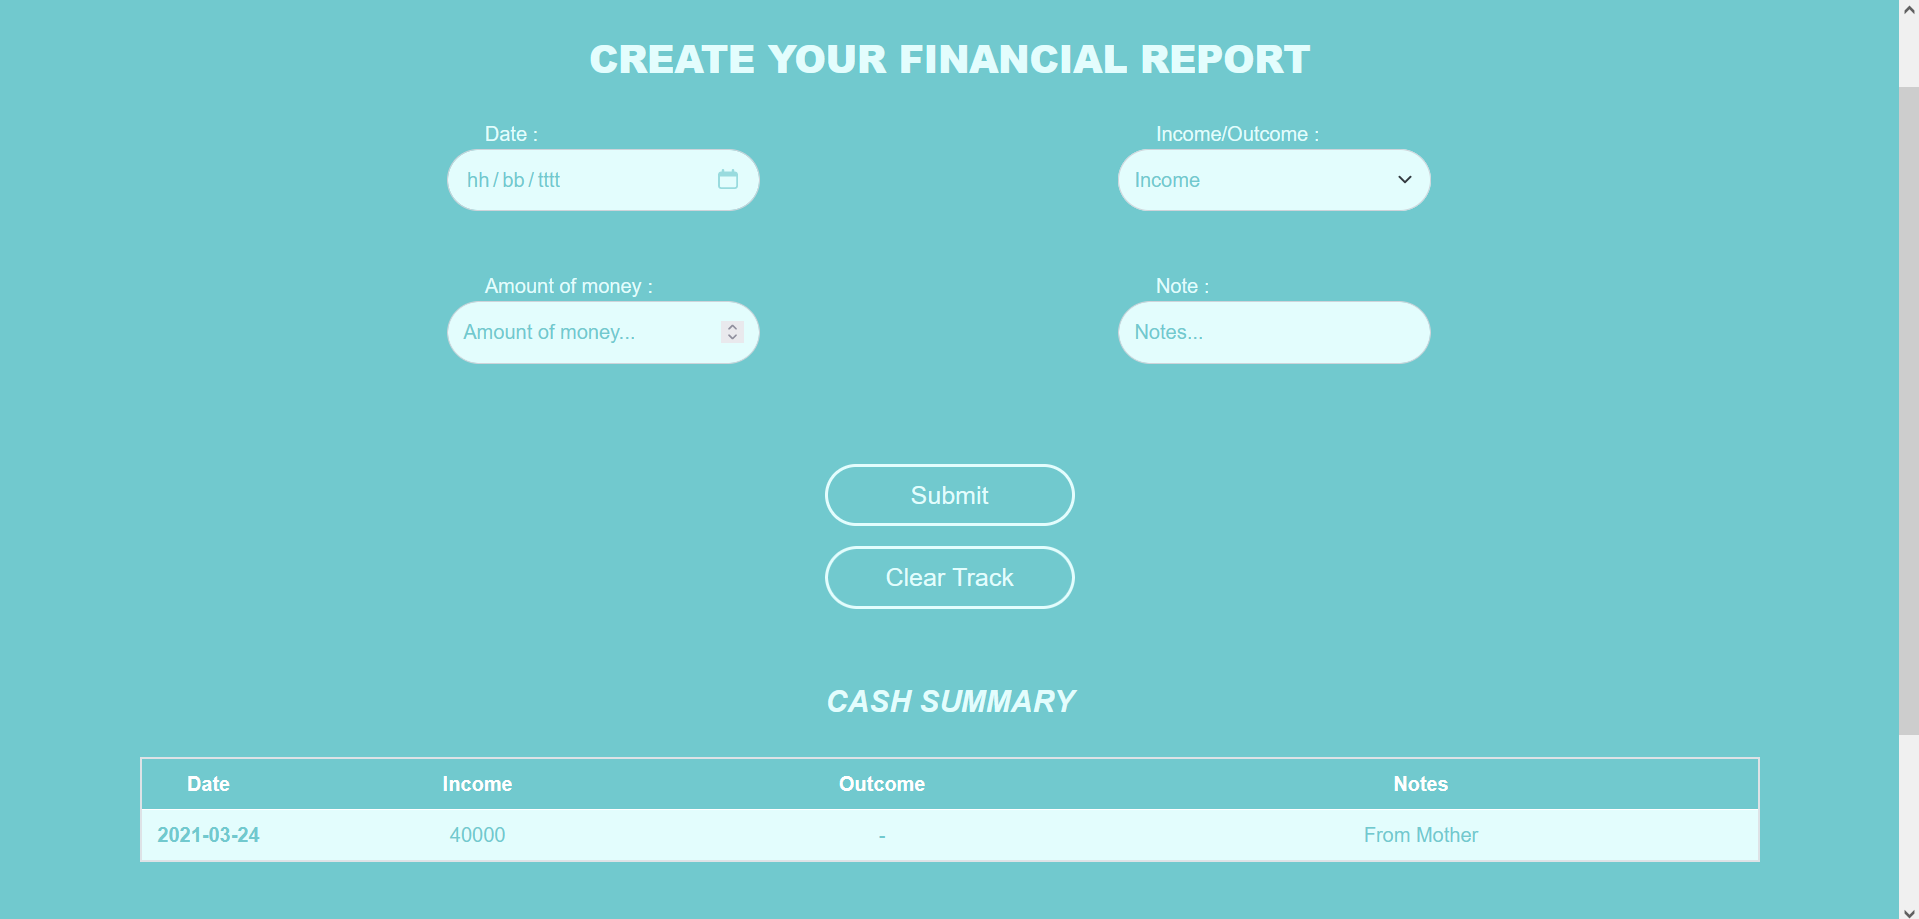 CREATE YOUR FINANCIAL REPORT
Date :
Income/Outcome :
hh/bb/tttt
Income
Amount of money :
Note :
Amount of money...
Notes...
Submit
Clear Track
CASH SUMMARY
Date Income Outcome Notes
2021-03-24 40000 - From Mother